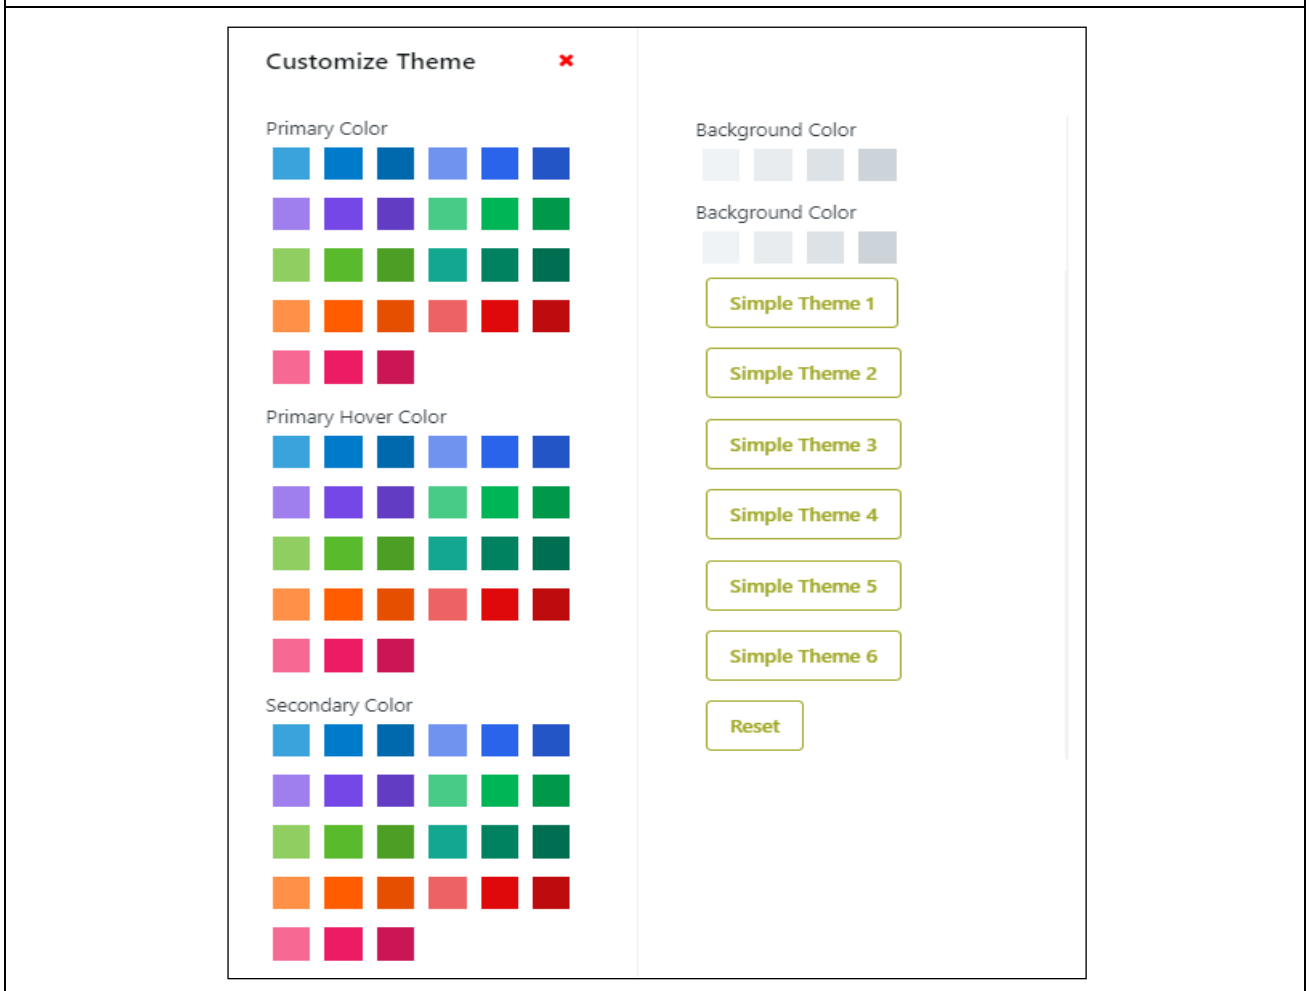 Customize Theme
Primary Color
Primary Hover Color
Secondary Color
Background Color
Background Color
Simple Theme 1
Simple Theme 2
Simple Theme 3
Simple Theme 4
Simple Theme 5
Simple Theme 6
Reset